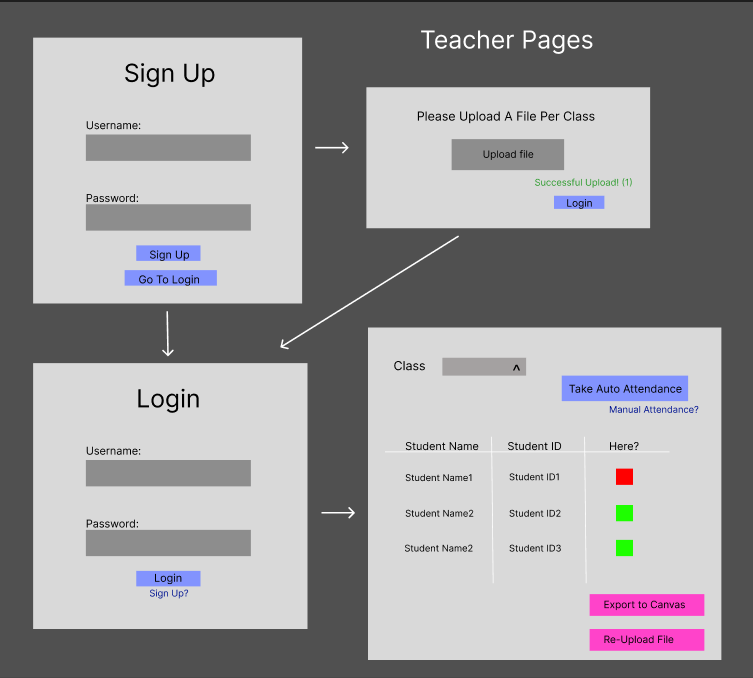 Teacher Pages
Sign Up
Username:
Password:
Sign Up
Go To Login
Please Upload A File Per Class
Upload file
Successful Upload! (1)
Login
Login
Username:
Password:
Login
Sign Up?
Class ^
Take Auto Attendance
Manual Attendance?
Student Name Student ID Here?
Student Name1 Student ID1
Student Name2 Student ID2
Student Name2 Student ID3
Export to Canvas
Re-Upload File